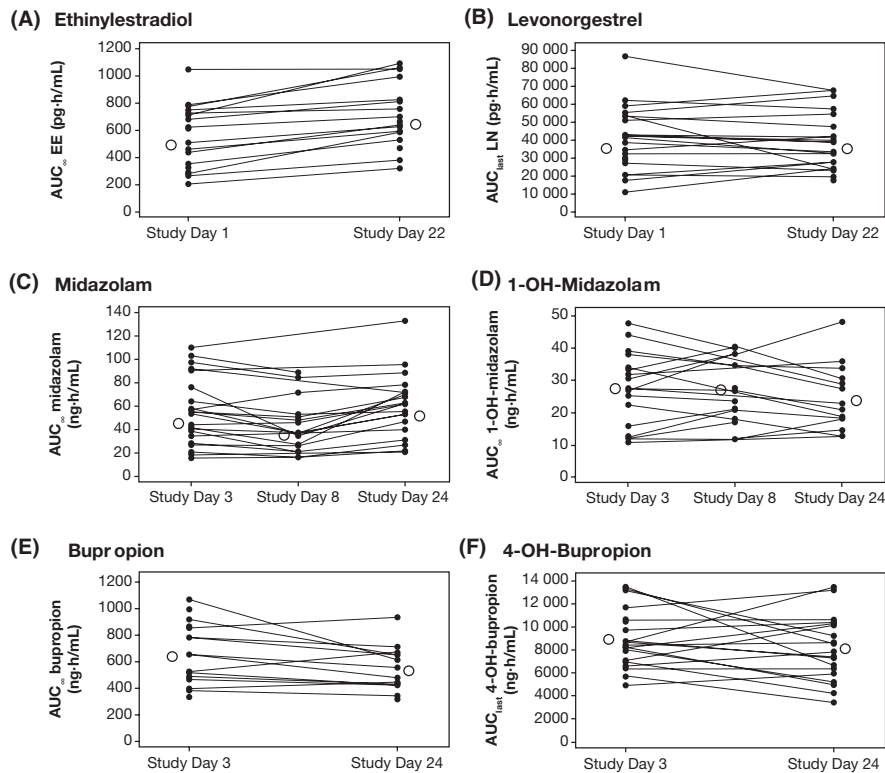 (A) Ethinylestradiol
AUC∞ EE (pg·h/mL)
1200
1000
800
600
400
200
0
Study Day 1
Study Day 22
(B) Levonorgestrel
AUClast LN (pg·h/mL)
90 000
80 000
70 000
60 000
50 000
40 000
30 000
20 000
10 000
0
Study Day 1
Study Day 22
(C) Midazolam
AUC∞ midazolam
(ng·h/mL)
140
120
100
80
60
40
20
0
Study Day 3
Study Day 8
Study Day 24
(D) 1-OH-Midazolam
AUC∞ 1-OH-midazolam
(ng·h/mL)
50
40
30
20
10
0
Study Day 3
Study Day 8
Study Day 24
(E) Bupropion
AUC∞ bupropion
(ng·h/mL)
1200
1000
800
600
400
200
0
Study Day 3
Study Day 24
(F) 4-OH-Bupropion
AUClast 4-OH-bupropion
(ng·h/mL)
14 000
12 000
10 000
8000
6000
4000
2000
0
Study Day 3
Study Day 24